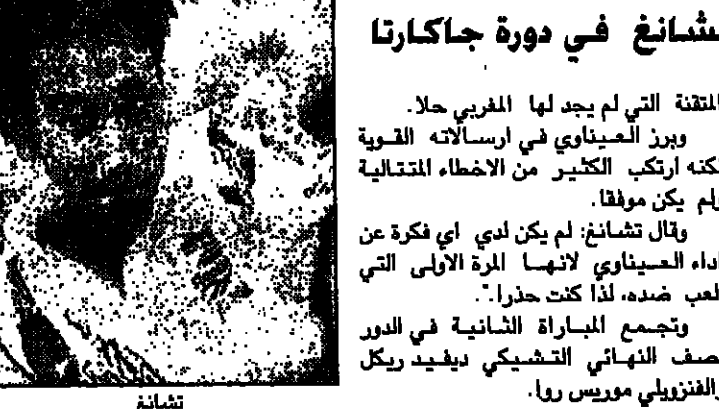 تشانغ في دورة جاكارتا
المتقنة التي لم يجد لها المغربي حلا.
وبرز العيناوي في ارسالاته القوية
لكنه ارتكب الكثير من الاخطاء المتتالية
ولم يكن موفقا.
وقال تشانغ: لم يكن لدي اي فكرة عن
اداء العيناوي لانها المرة الاولى التي
العب ضده، لذا كنت حذرا.".
وتجمع المباراة الثانية في الدور
نصف النهائي التشيكي ديفيد ريكل
والفنزويلي موريس روا.
تشانغ